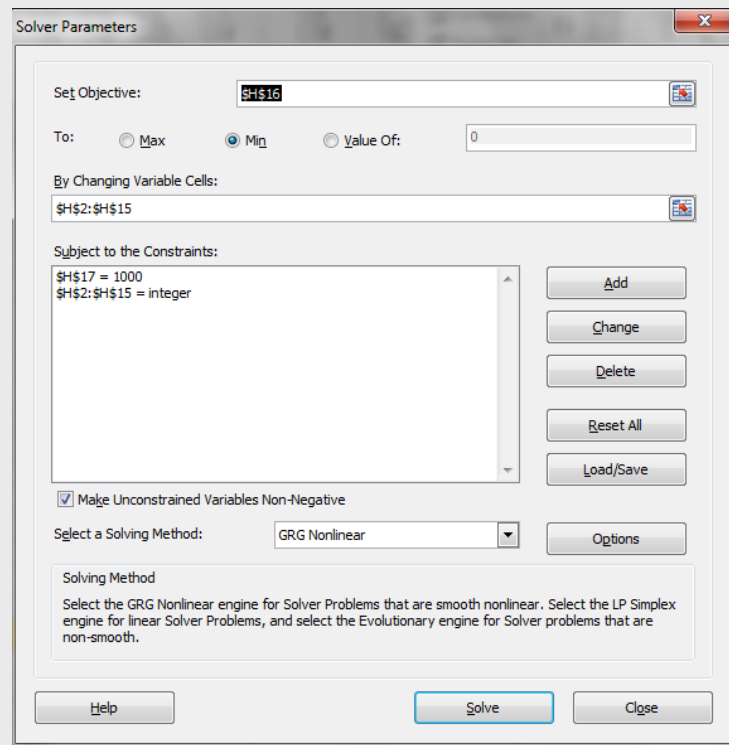 Solver Parameters
Set Objective:
$H$16
To:
Max
Min
Value Of:
0
By Changing Variable Cells:
$H$2:$H$15
Subject to the Constraints:
$H$17 = 1000
$H$2:$H$15 = integer
Add
Change
Delete
Reset All
Load/Save
Make Unconstrained Variables Non-Negative
Select a Solving Method:
GRG Nonlinear
Options
Solving Method
Select the GRG Nonlinear engine for Solver Problems that are smooth nonlinear. Select the LP Simplex
engine for linear Solver Problems, and select the Evolutionary engine for Solver problems that are
non-smooth.
Help
Solve
Close